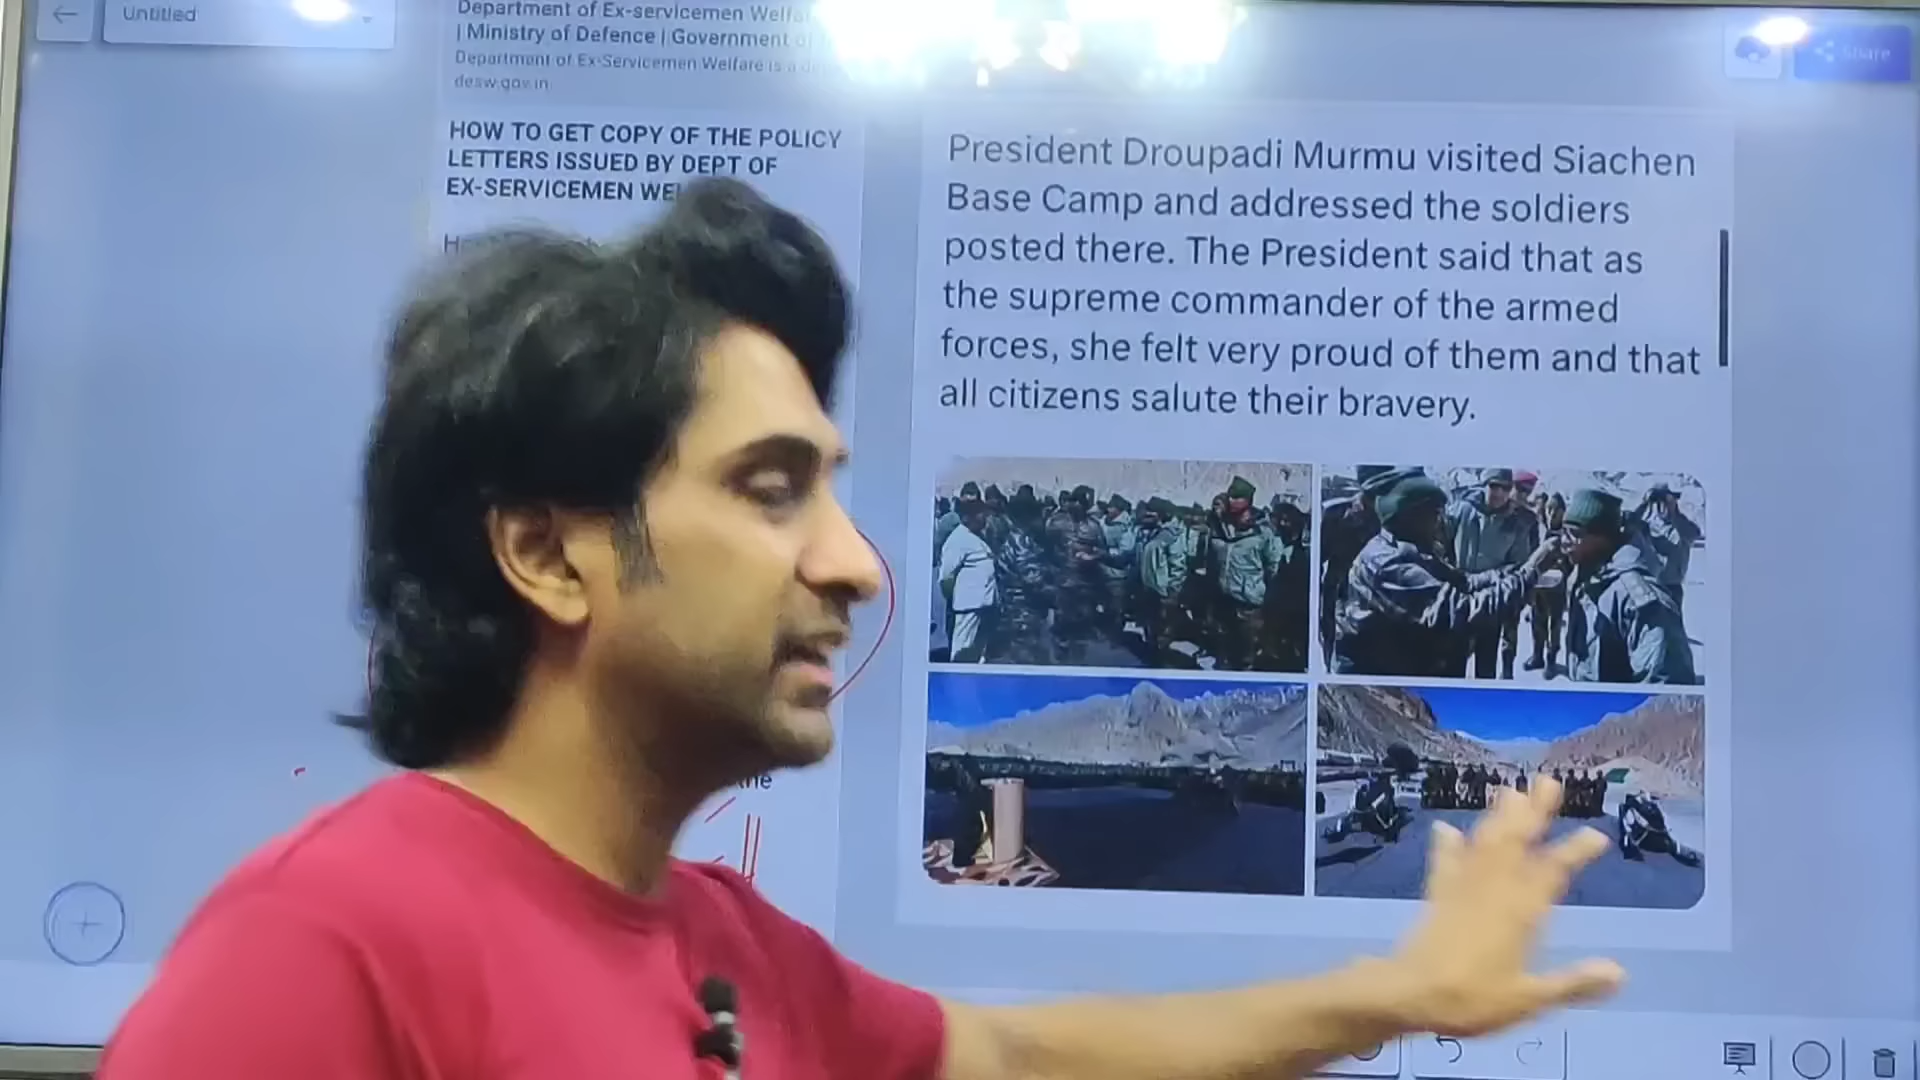 Untitled
Department of Ex-servicemen
| Ministry of Defence | Government
Department of Ex-Servicemen Welfare is a
desw.gov.in
HOW TO GET COPY OF THE POLICY
LETTERS ISSUED BY DEPT OF
EX-SERVICEMEN
President Droupadi Murmu visited Siachen
Base Camp and addressed the soldiers
posted there. The President said that as
the supreme commander of the armed
forces, she felt very proud of them and that
all citizens salute their bravery.
Share